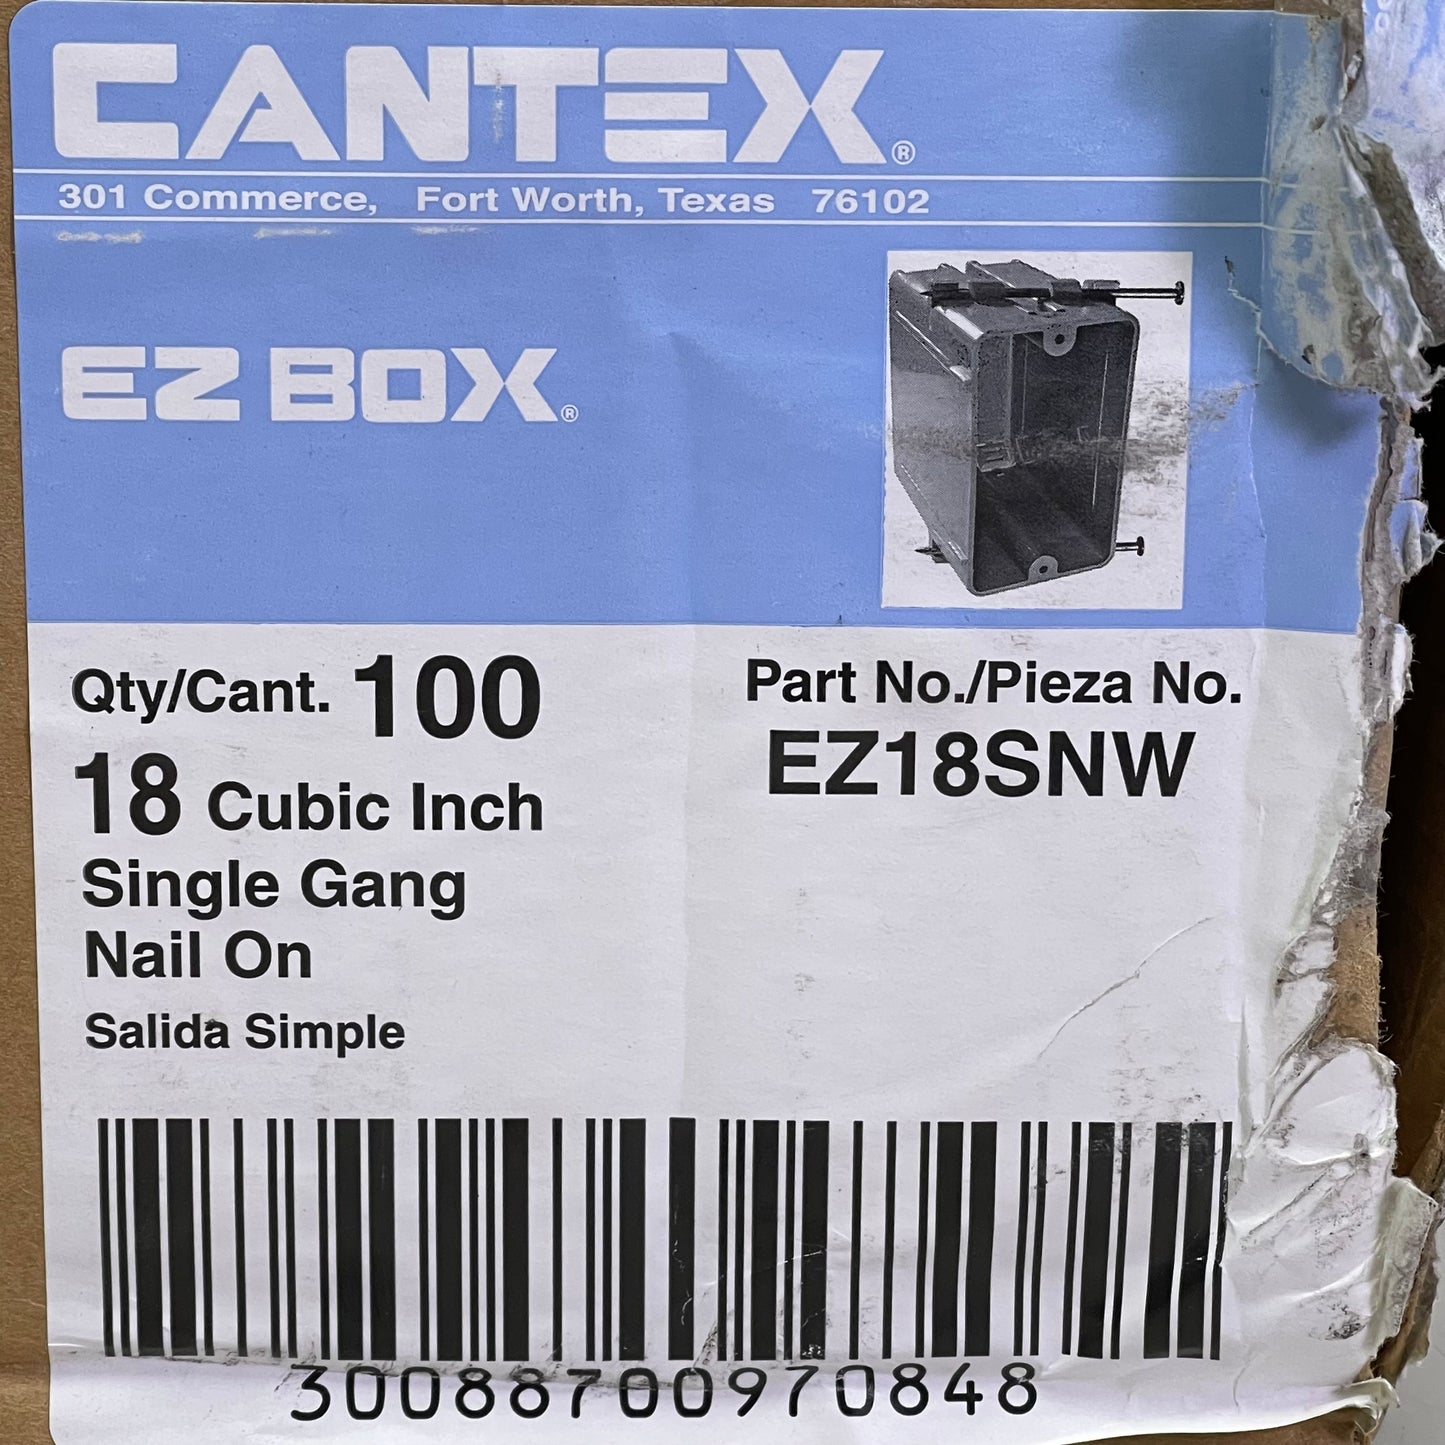 CANTEX®
301 Commerce, Fort Worth, Texas 76102
EZ BOX®
Qty/Cant. 100
18 Cubic Inch
Single Gang
Nail On
Salida Simple
Part No./Pieza No.
EZ18SNW
30088700970848